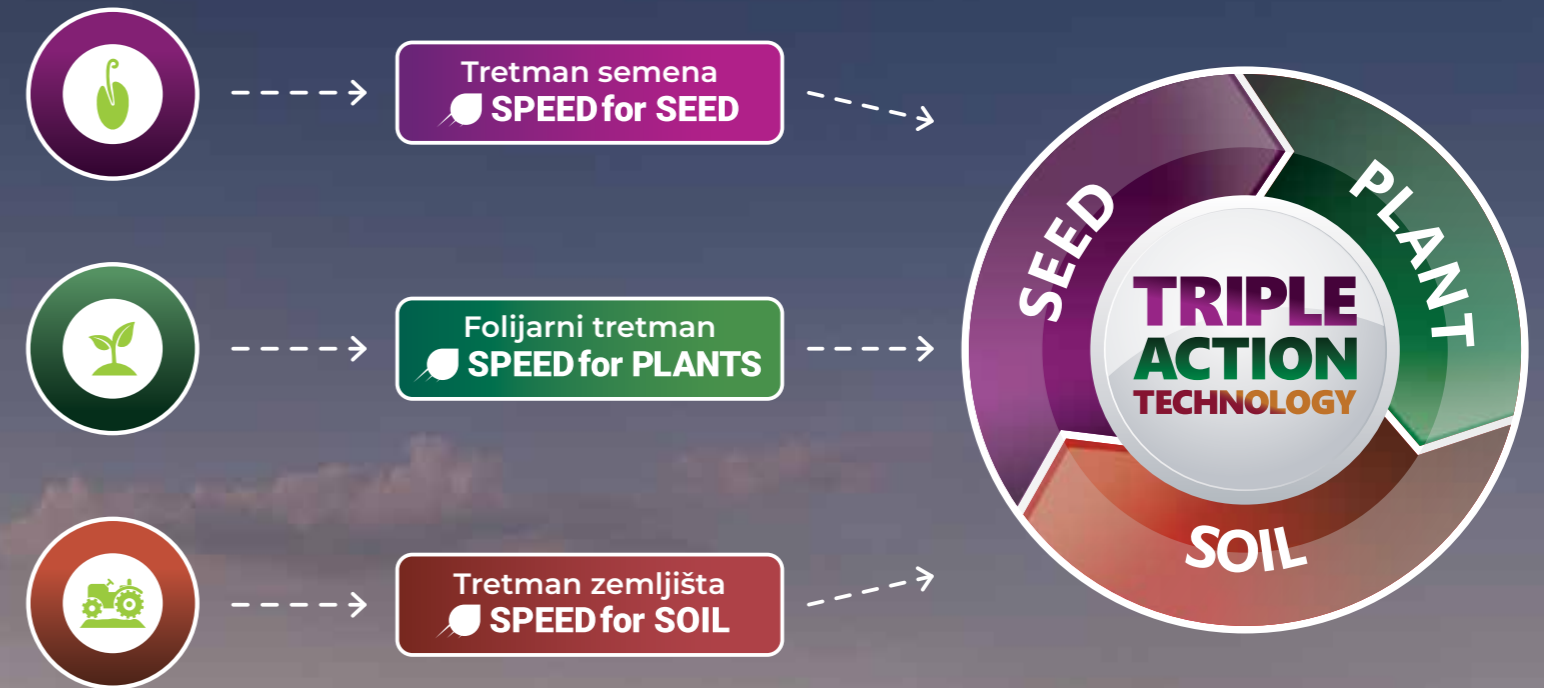 Tretman semena
SPEED for SEED
Folijarni tretman
SPEED for PLANTS
Tretman zemljišta
SPEED for SOIL
SEED
PLANT
SOIL
TRIPLE
ACTION
TECHNOLOGY